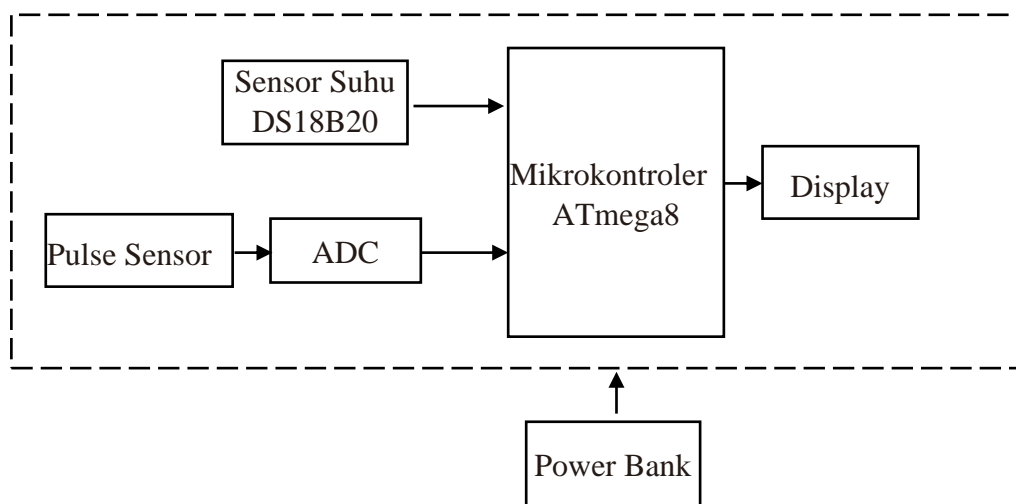 Sensor Suhu
DS18B20
Mikrokontroler
ATmega8
Display
Pulse Sensor
ADC
Power Bank